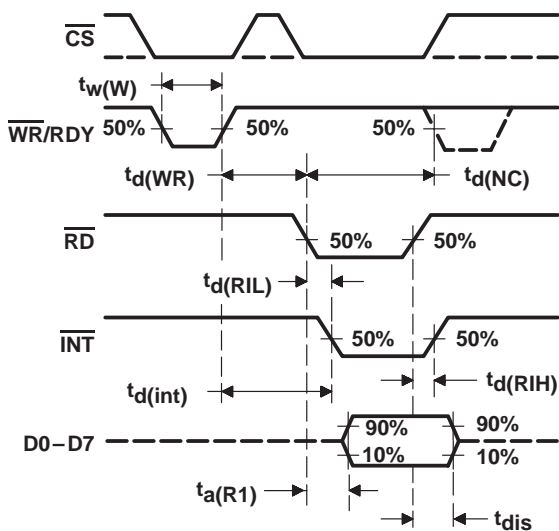 CS
tw(W)
WR/RDY 50% 50% 50%
td(WR) td(NC)
RD 50% 50%
td(RIL)
INT 50% 50%
td(int) td(RIH)
D0–D7 90% 90%
10% 10%
ta(R1) tdis